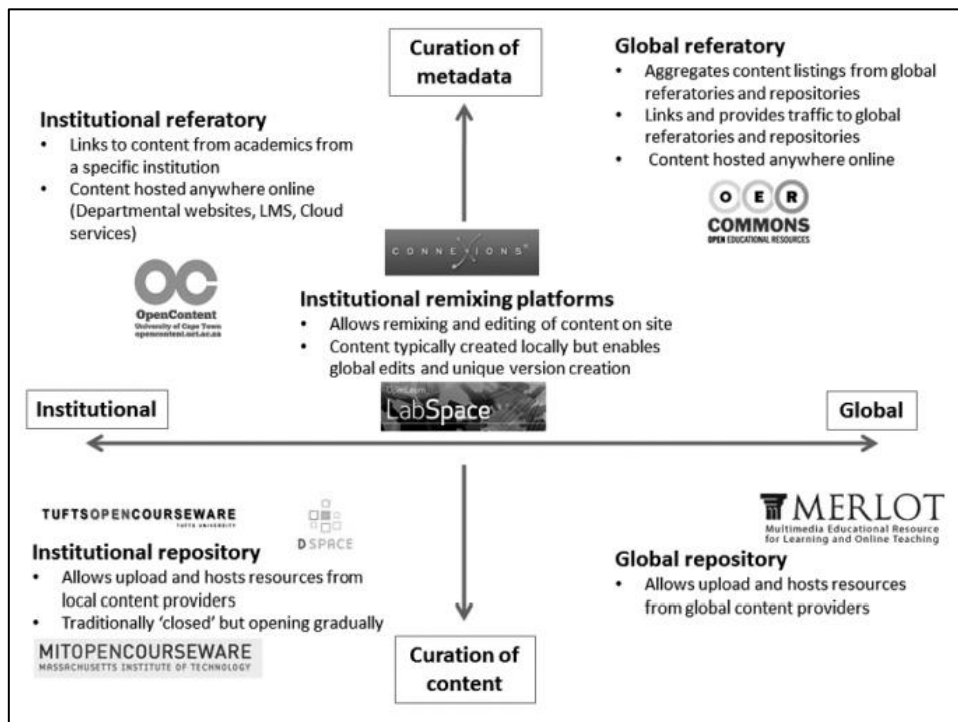 Curation of
metadata
Global referatory
• Aggregates content listings from global
referatories and repositories
• Links and provides traffic to global
referatories and repositories
• Content hosted anywhere online
OER
COMMONS
OPEN EDUCATIONAL RESOURCES
Institutional referatory
• Links to content from academics from
a specific institution
• Content hosted anywhere online
(Departmental websites, LMS, Cloud
services)
OC
OpenContent
University of Cape Town
opencontent.uct.ac.za
CONNEXIONS®
Institutional remixing platforms
• Allows remixing and editing of content on site
• Content typically created locally but enables
global edits and unique version creation
OpenLearn
LabSpace
Institutional
Global
TUFTSOPENCOURSEWARE
TUFTS UNIVERSITY
DSPACE
Institutional repository
• Allows upload and hosts resources from
local content providers
• Traditionally ‘closed’ but opening gradually
MITOPENCOURSEWARE
MASSACHUSETTS INSTITUTE OF TECHNOLOGY
MERLOT
Multimedia Educational Resource
for Learning and Online Teaching
Global repository
• Allows upload and hosts resources
from global content providers
Curation of
content